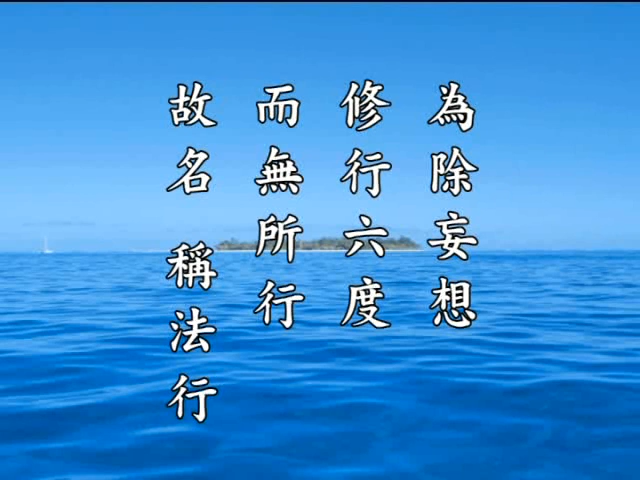 為除妄想
修行六度
而無所行
故名 稱法行